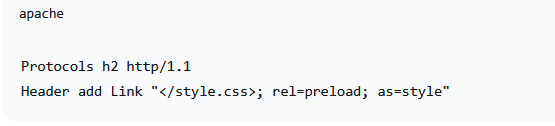 apache
Protocols h2 http/1.1
Header add Link "</style.css>; rel=preload; as=style"